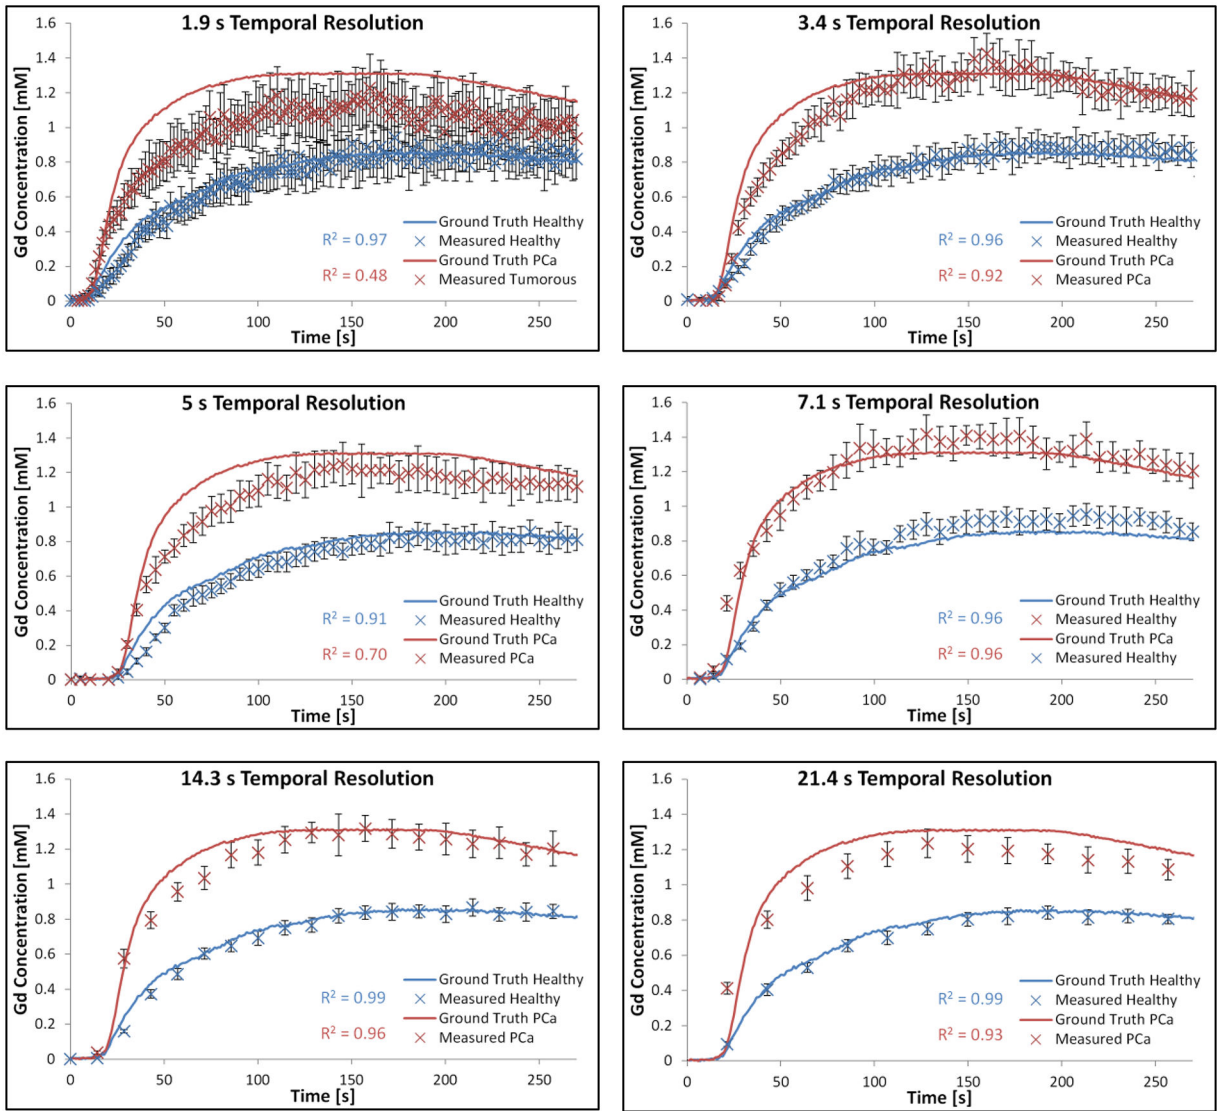 1.9 s Temporal Resolution
Gd Concentration [mM]
1.6
1.4
1.2
1
0.8
0.6
0.4
0.2
0
Ground Truth Healthy
R² = 0.97
Measured Healthy
Ground Truth PCa
R² = 0.48
Measured Tumorous
0 50 100 150 200 250
Time [s]
3.4 s Temporal Resolution
Gd Concentration [mM]
1.6
1.4
1.2
1
0.8
0.6
0.4
0.2
0
Ground Truth Healthy
R² = 0.96
Measured Healthy
Ground Truth PCa
R² = 0.92
Measured PCa
0 50 100 150 200 250
Time [s]
5 s Temporal Resolution
Gd Concentration [mM]
1.6
1.4
1.2
1
0.8
0.6
0.4
0.2
0
Ground Truth Healthy
R² = 0.91
Measured Healthy
Ground Truth PCa
R² = 0.70
Measured PCa
0 50 100 150 200 250
Time [s]
7.1 s Temporal Resolution
Gd Concentration [mM]
1.6
1.4
1.2
1
0.8
0.6
0.4
0.2
0
Ground Truth Healthy
R² = 0.96
Measured Healthy
Ground Truth PCa
R² = 0.96
Measured Healthy
0 50 100 150 200 250
Time [s]
14.3 s Temporal Resolution
Gd Concentration [mM]
1.6
1.4
1.2
1
0.8
0.6
0.4
0.2
0
Ground Truth Healthy
R² = 0.99
Measured Healthy
Ground Truth PCa
R² = 0.96
Measured PCa
0 50 100 150 200 250
Time [s]
21.4 s Temporal Resolution
Gd Concentration [mM]
1.6
1.4
1.2
1
0.8
0.6
0.4
0.2
0
Ground Truth Healthy
R² = 0.99
Measured Healthy
Ground Truth PCa
R² = 0.93
Measured PCa
0 50 100 150 200 250
Time [s]